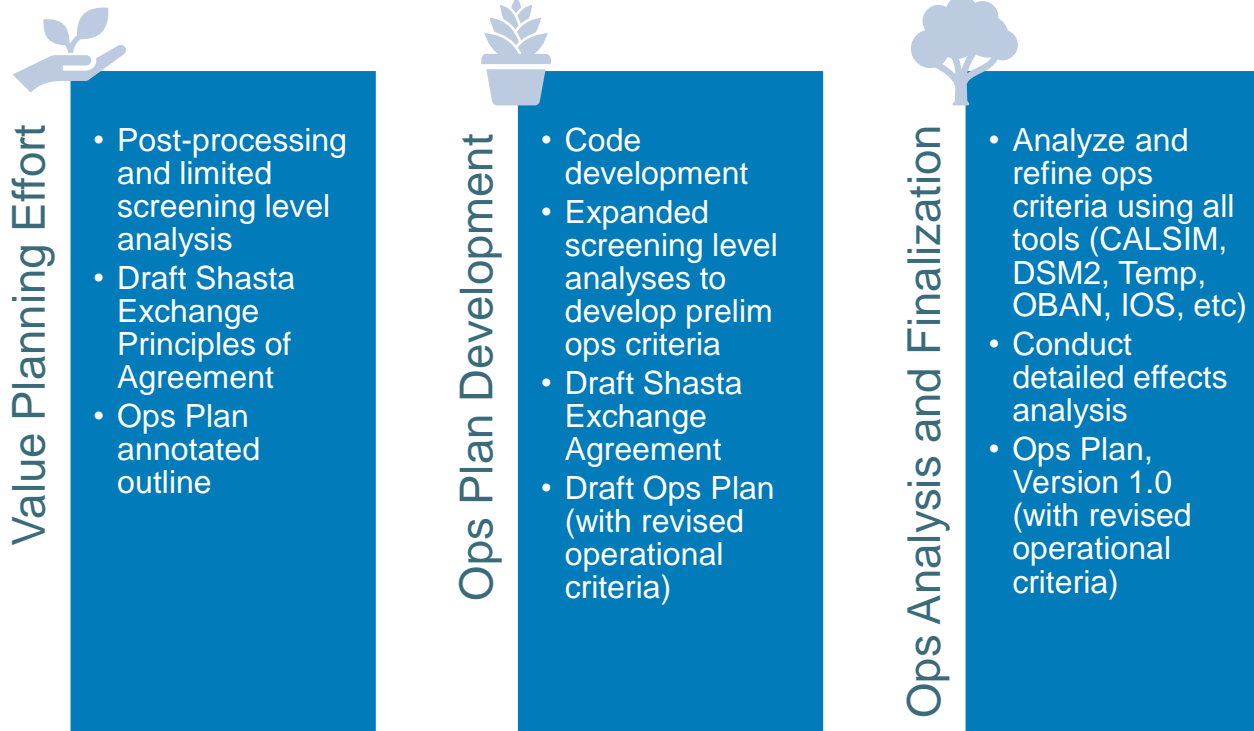 Value Planning Effort
• Post-processing
and limited
screening level
analysis
• Draft Shasta
Exchange
Principles of
Agreement
• Ops Plan
annotated
outline
Ops Plan Development
• Code
development
• Expanded
screening level
analyses to
develop prelim
ops criteria
• Draft Shasta
Exchange
Agreement
• Draft Ops Plan
(with revised
operational
criteria)
Ops Analysis and Finalization
• Analyze and
refine ops
criteria using all
tools (CALSIM,
DSM2, Temp,
OBAN, IOS, etc)
• Conduct
detailed effects
analysis
• Ops Plan,
Version 1.0
(with revised
operational
criteria)